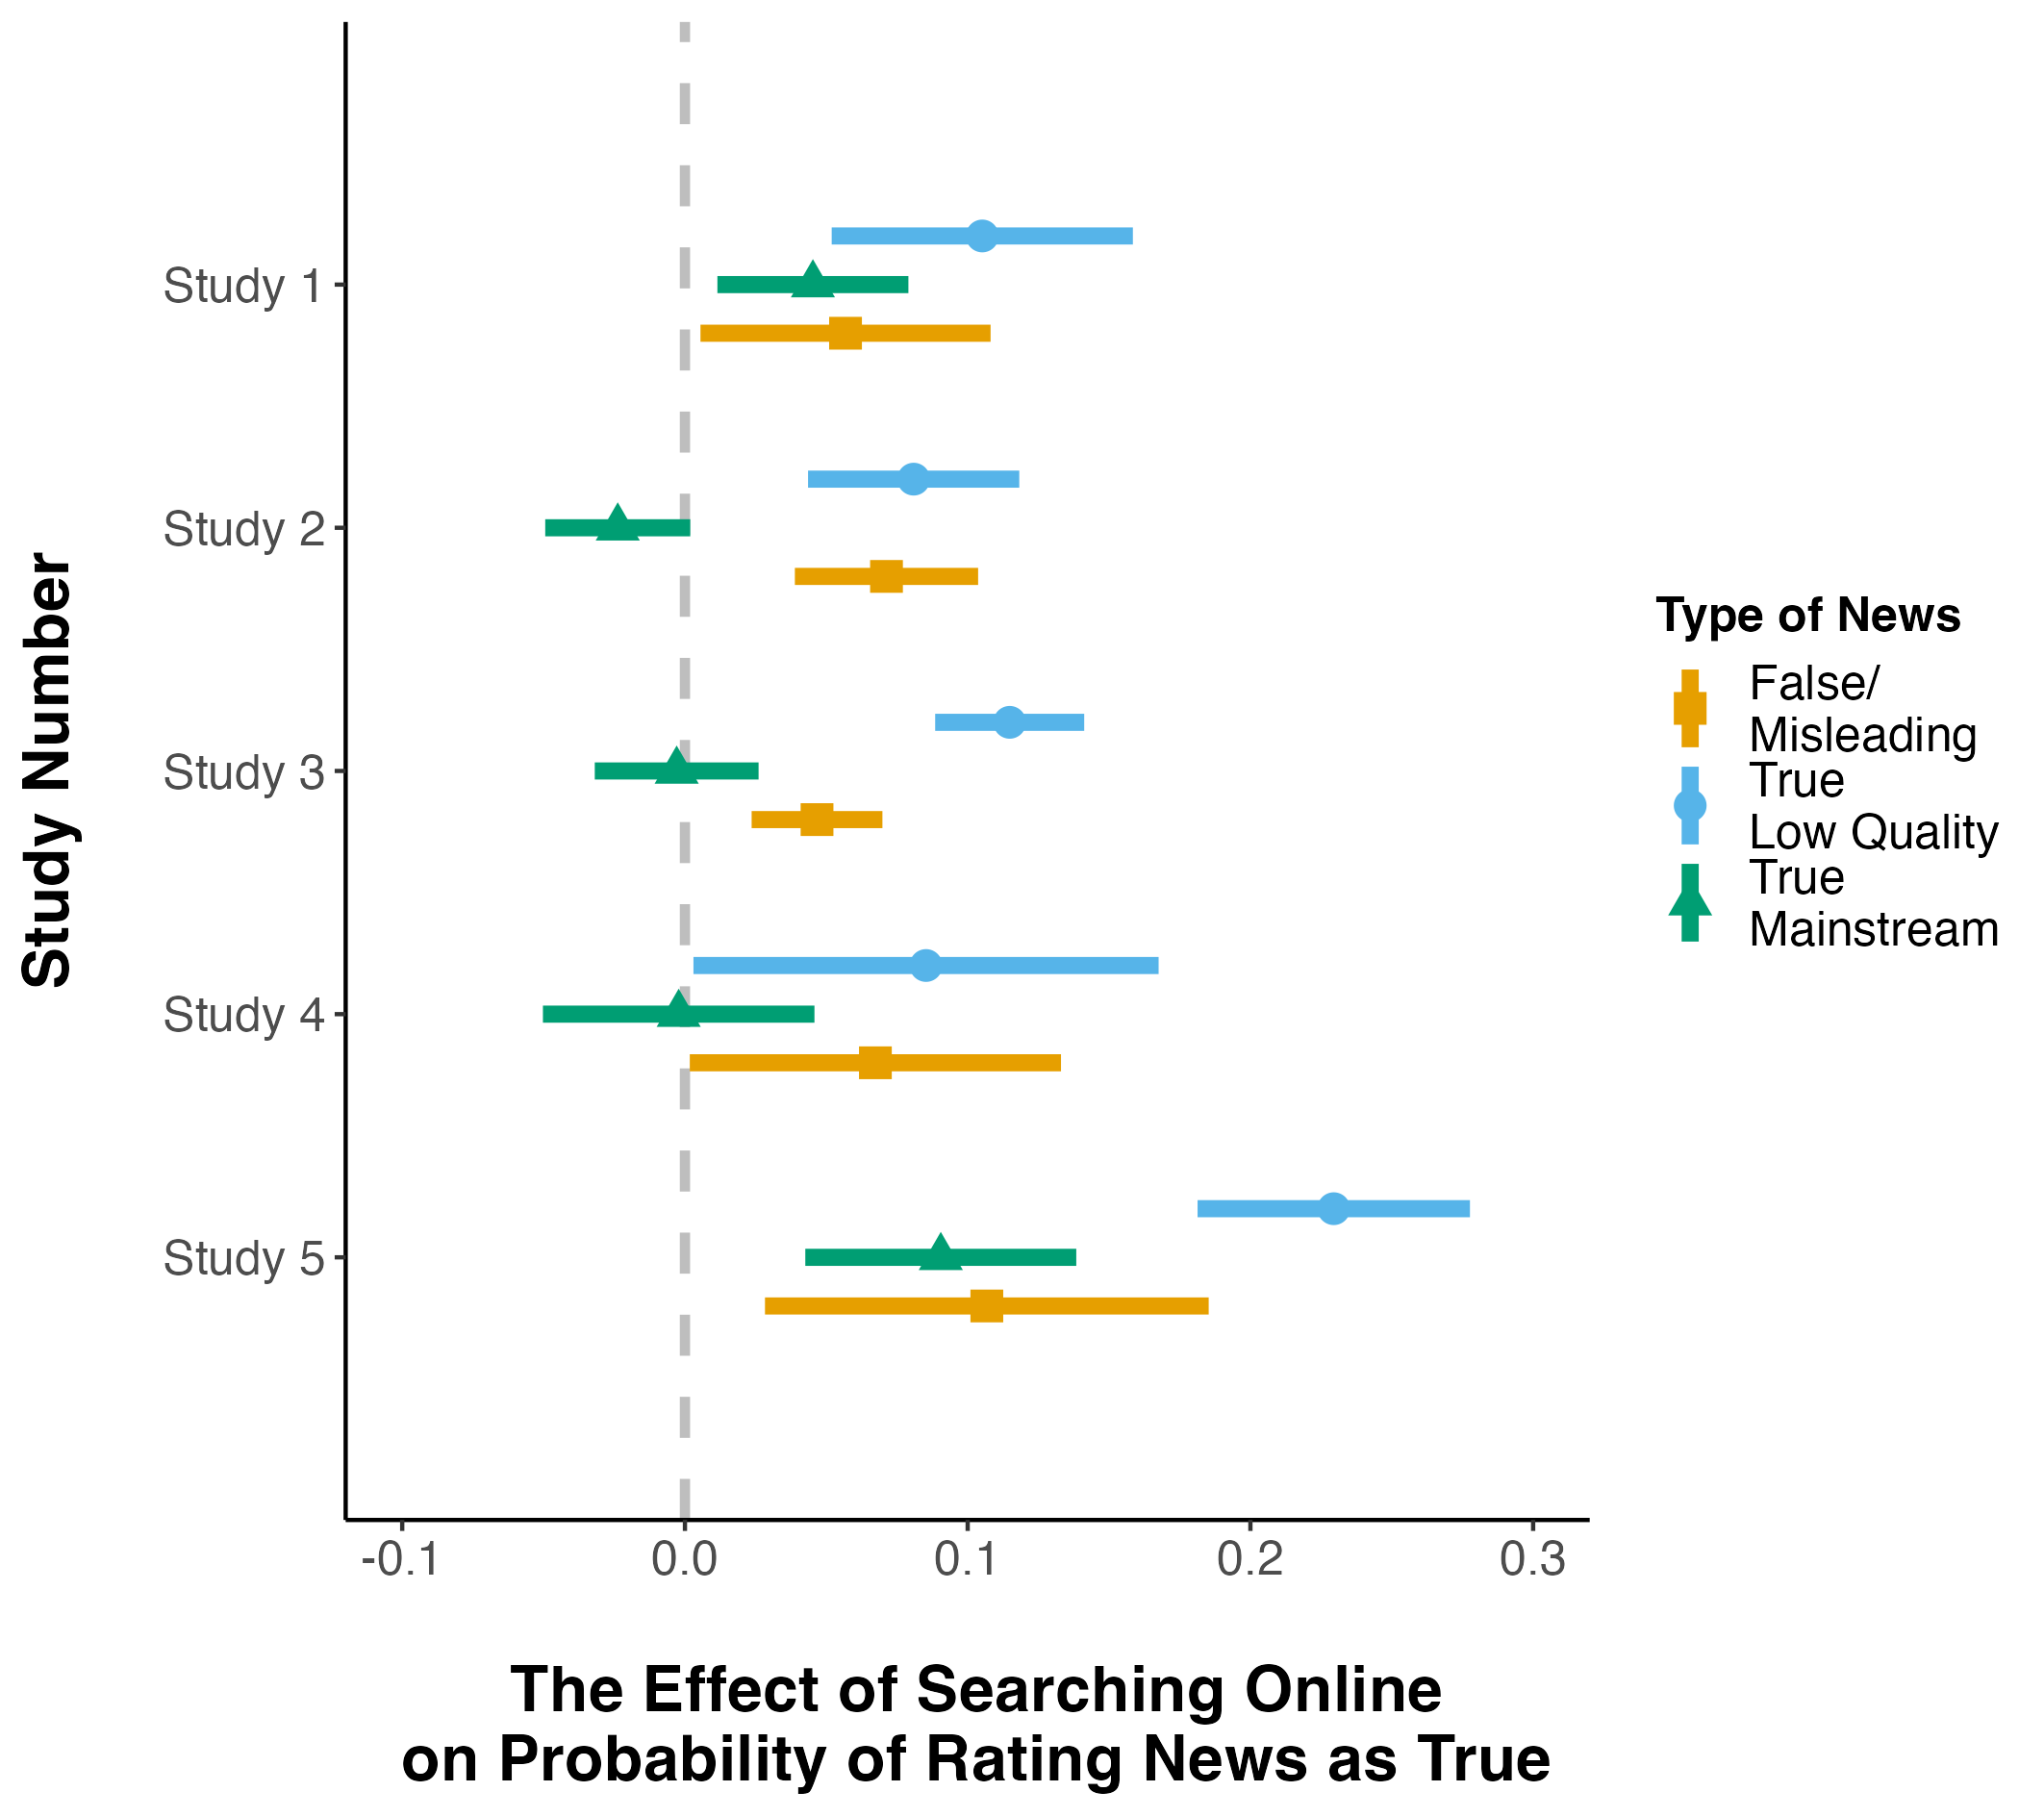 Study Number
Study 1
Study 2
Study 3
Study 4
Study 5
-0.1
0.0
0.1
0.2
0.3
The Effect of Searching Online
on Probability of Rating News as True
Type of News
False/
Misleading
True
Low Quality
True
Mainstream